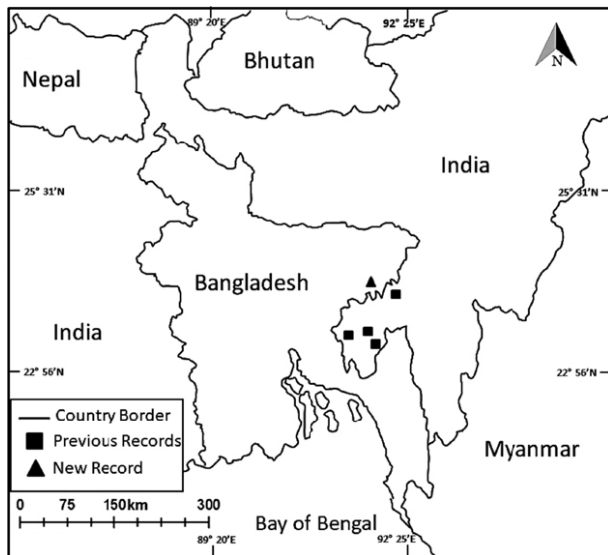 89° 20′E 92° 25′E
Nepal
Bhutan
N
India
25° 31′N 25° 31′N
Bangladesh
India
22° 56′N 22° 56′N
Country Border
Previous Records
New Record
Myanmar
0 75 150km 300
Bay of Bengal
89° 20′E 92° 25′E